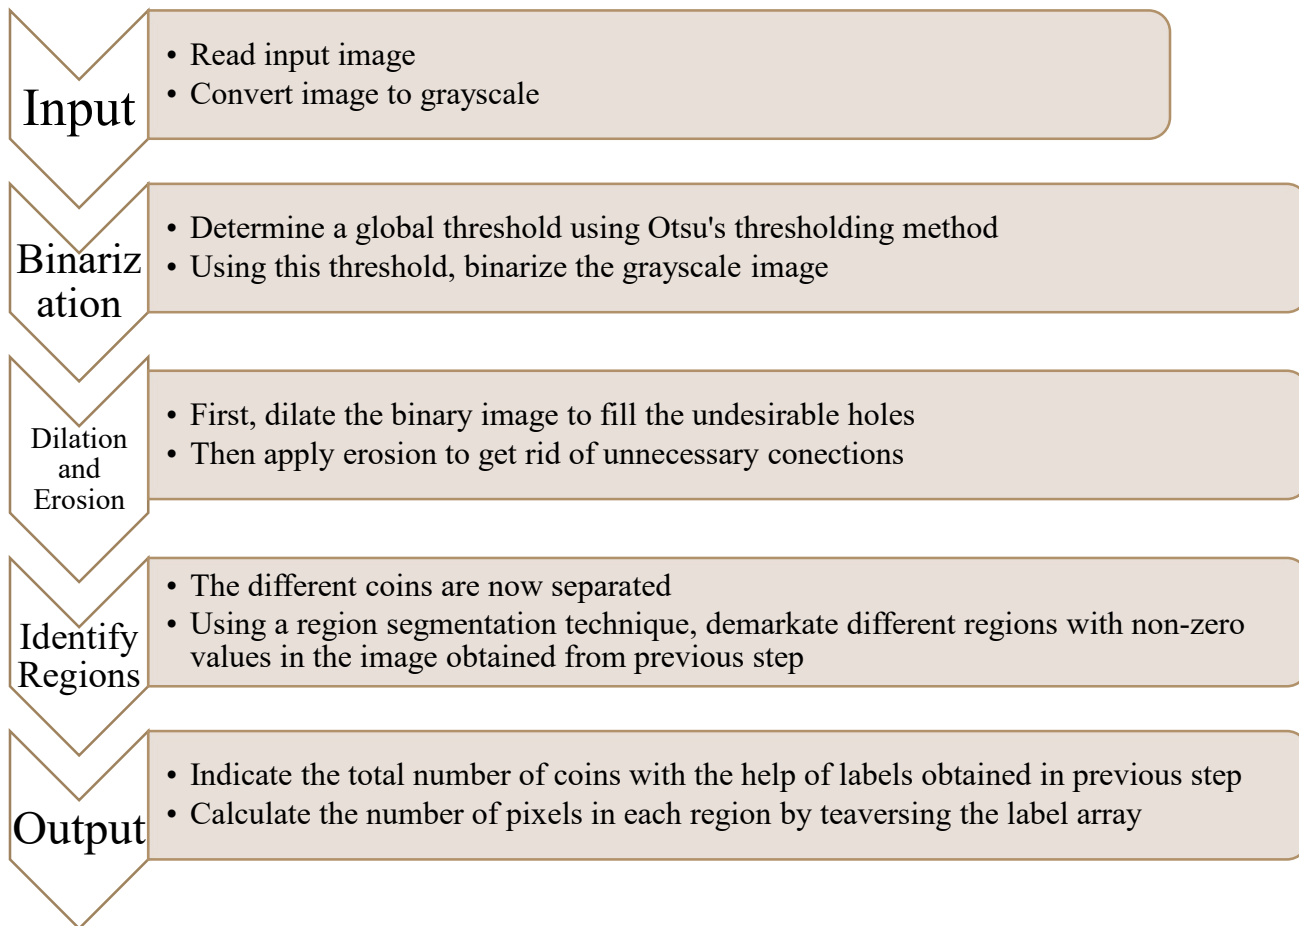 Input
• Read input image
• Convert image to grayscale
Binariz
ation
• Determine a global threshold using Otsu's thresholding method
• Using this threshold, binarize the grayscale image
Dilation
and
Erosion
• First, dilate the binary image to fill the undesirable holes
• Then apply erosion to get rid of unnecessary conections
Identify
Regions
• The different coins are now separated
• Using a region segmentation technique, demarkate different regions with non-zero
values in the image obtained from previous step
Output
• Indicate the total number of coins with the help of labels obtained in previous step
• Calculate the number of pixels in each region by teaversing the label array